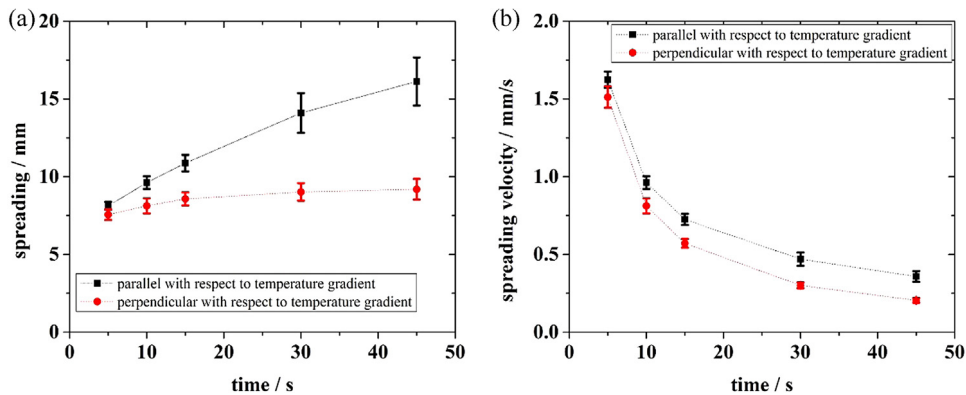 (a)
20
15
10
5
0
spreading / mm
parallel with respect to temperature gradient
perpendicular with respect to temperature gradient
0 10 20 30 40 50
time / s
(b)
2.0
1.5
1.0
0.5
0.0
spreading velocity / mm/s
parallel with respect to temperature gradient
perpendicular with respect to temperature gradient
0 10 20 30 40 50
time / s